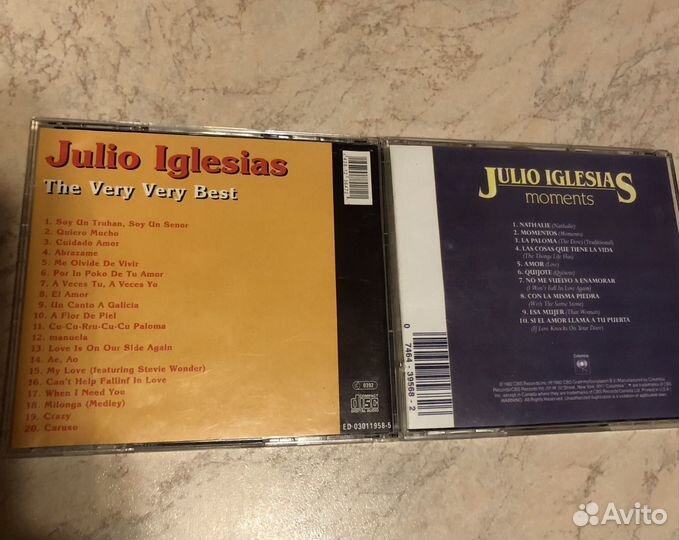 Julio Iglesias
The Very Very Best
1. Soy Un Truhan, Soy Un Senor
2. Quiero Mucho
3. Cuidado Amor
4. Abrazame
5. Me Olvide De Vivir
6. Por In Poko De Tu Amor
7. A Veces Tu, A Veces Yo
8. El Amor
9. Un Canto A Galicia
10. A Flor De Piel
11. Cu-Cu-Rru-Cu-Cu Paloma
12. manuela
13. Love Is On Our Side Again
14. Ae, Ao
15. My Love (featuring Stevie Wonder)
16. Can't Help Fallinf In Love
17. When I Need You
18. Milonga (Medley)
19. Crazy
20. Caruso
0392
COMPACT
disc
DIGITAL AUDIO
ED-03011958-5
JULIO IGLESIAS
moments
1. NATHALIE (Nathalie)
2. MOMENTOS (Moments)
3. LA PALOMA (The Dove) (Traditional)
4. LAS COSAS QUE TIENE LA VIDA
(The Things Life Has)
5. AMOR (Love)
6. QUIJOTE (Quixote)
7. NO ME VUELVO A ENAMORAR
(I Won't Fall In Love Again)
8. CON LA MISMA PIEDRA
(With The Same Stone)
9. ESA MUJER (That Woman)
10. SI EL AMOR LLAMA A TU PUERTA
(If Love Knocks On Your Door)
0 7464-39568-2
Columbia
Avito